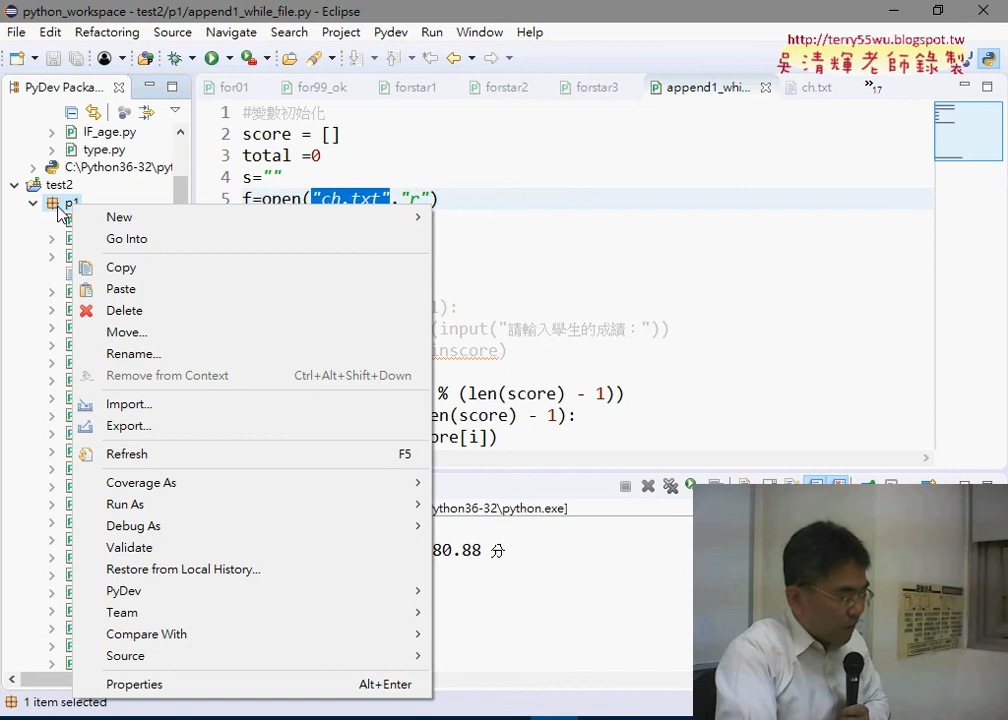 python_workspace - test2/p1/append1_while_file.py - Eclipse
File Edit Refactoring Source Navigate Search Project Pydev Run Window Help
http://terry55wu.blogspot.tw
吳清輝老師錄製
PyDev Packa...
for01
for99_ok
forstar1
forstar2
forstar3
append1_whi...
ch.txt
17
IF_age.py
type.py
C:\Python36-32\pyt
test2
p1
1 #變數初始化
2 score = []
3 total =0
4 s=""
5 f=open("ch.txt","r")
1):
(input("請輸入學生的成績："))
inscore)
% (len(score) - 1))
en(score) - 1):
ore[i])
New
Go Into
Copy
Paste
Delete
Move...
Rename...
Remove from Context Ctrl+Alt+Shift+Down
Import...
Export...
Refresh F5
Coverage As
Run As
Debug As
Validate
Restore from Local History...
PyDev
Team
Compare With
Source
Properties Alt+Enter
ython36-32\python.exe]
80.88 分
1 item selected